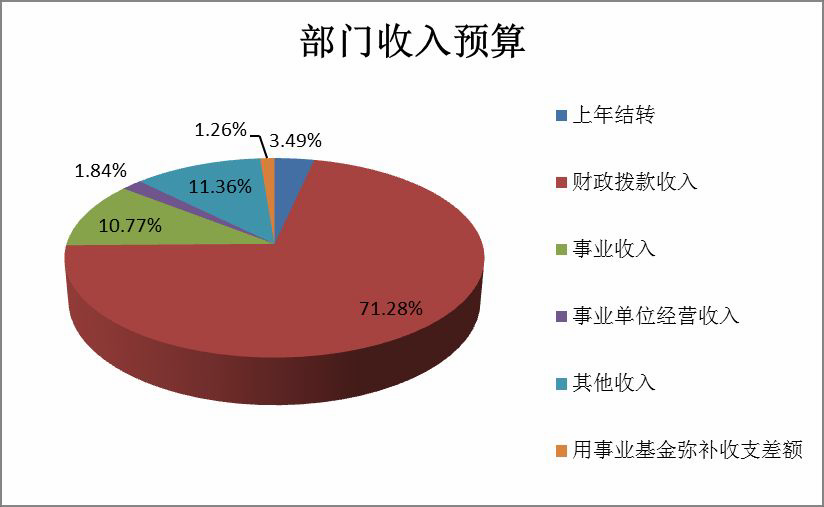 部门收入预算
1.26%
3.49%
1.84%
11.36%
10.77%
71.28%
上年结转
财政拨款收入
事业收入
事业单位经营收入
其他收入
用事业基金弥补收支差额